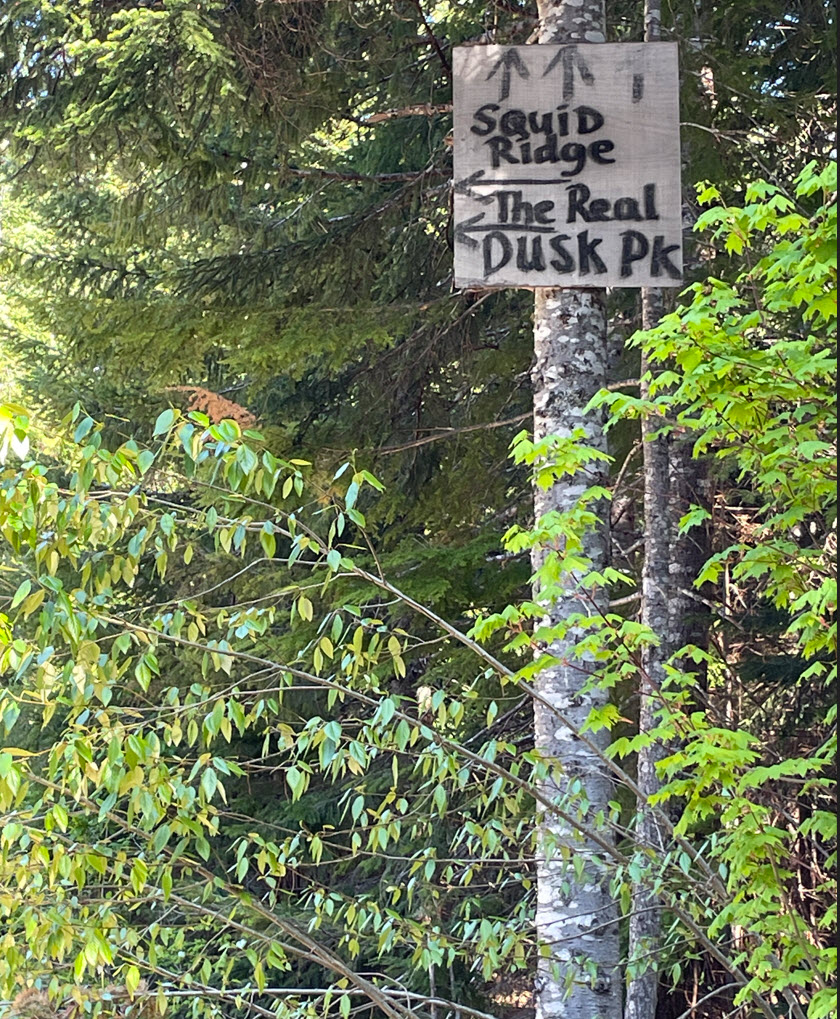 SquiD
Ridge
The Real
DUSK PK